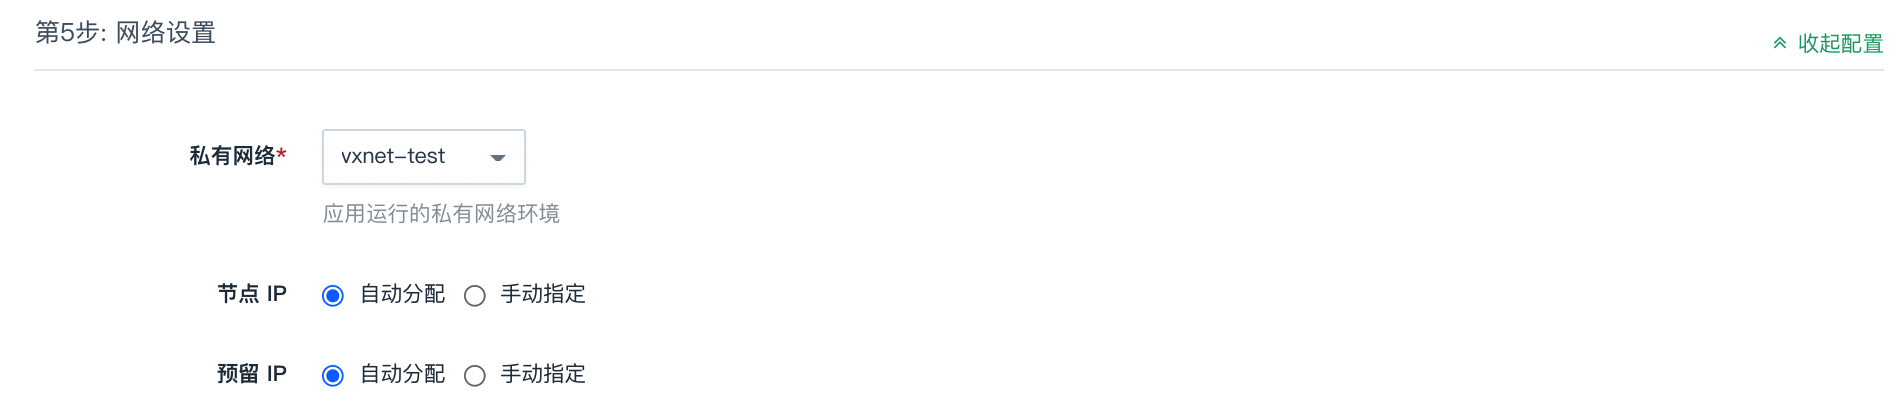 第5步: 网络设置
收起配置
私有网络* vxnet-test
应用运行的私有网络环境
节点 IP 自动分配 手动指定
预留 IP 自动分配 手动指定